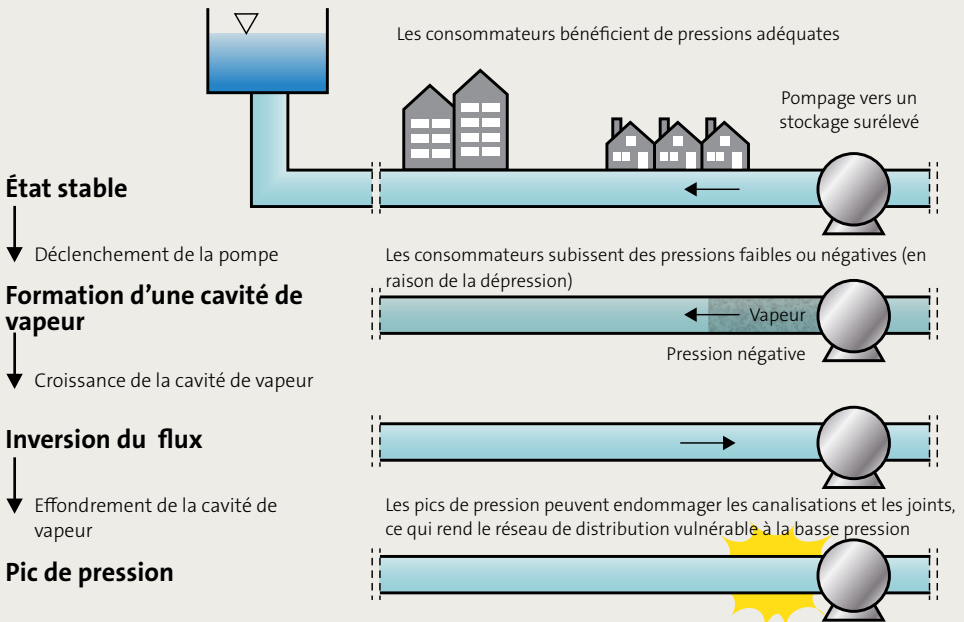 Les consommateurs bénéficient de pressions adéquates
Pompage vers un
stockage surélevé
État stable
Déclenchement de la pompe
Les consommateurs subissent des pressions faibles ou négatives (en
raison de la dépression)
Formation d’une cavité de
vapeur
Vapeur
Pression négative
Croissance de la cavité de vapeur
Inversion du flux
Effondrement de la cavité de
vapeur
Les pics de pression peuvent endommager les canalisations et les joints,
ce qui rend le réseau de distribution vulnérable à la basse pression
Pic de pression